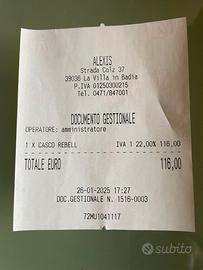 ALEXIS
Strada Colz 37
39036 La Villa in Badia
P.IVA 01250300215
Tel. 0471/847001
DOCUMENTO GESTIONALE
OPERATORE: amministratore
1 X CASCO REBELL IVA 1 22,00% 116,00
TOTALE EURO 116,00
26-01-2025 17:27
DOC.GESTIONALE N. 1516-0003
72MU1041117
subito